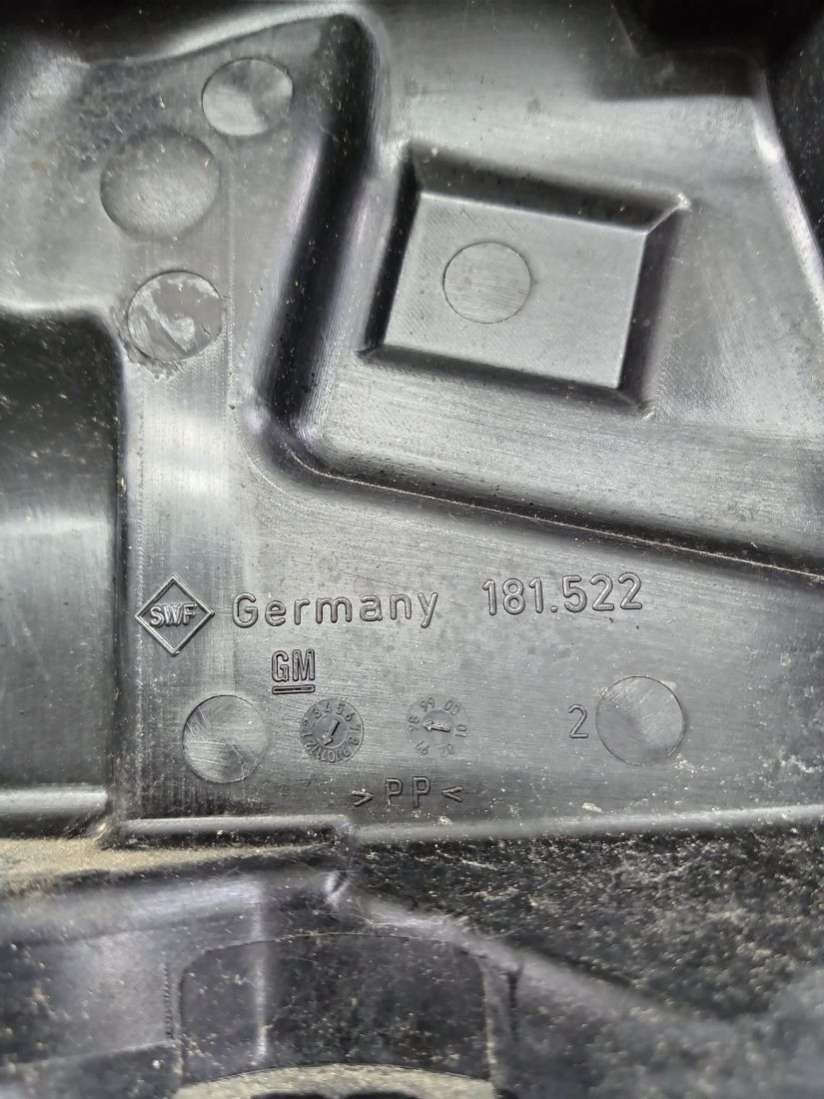 SWF Germany 181.522
GM
2
>PP<